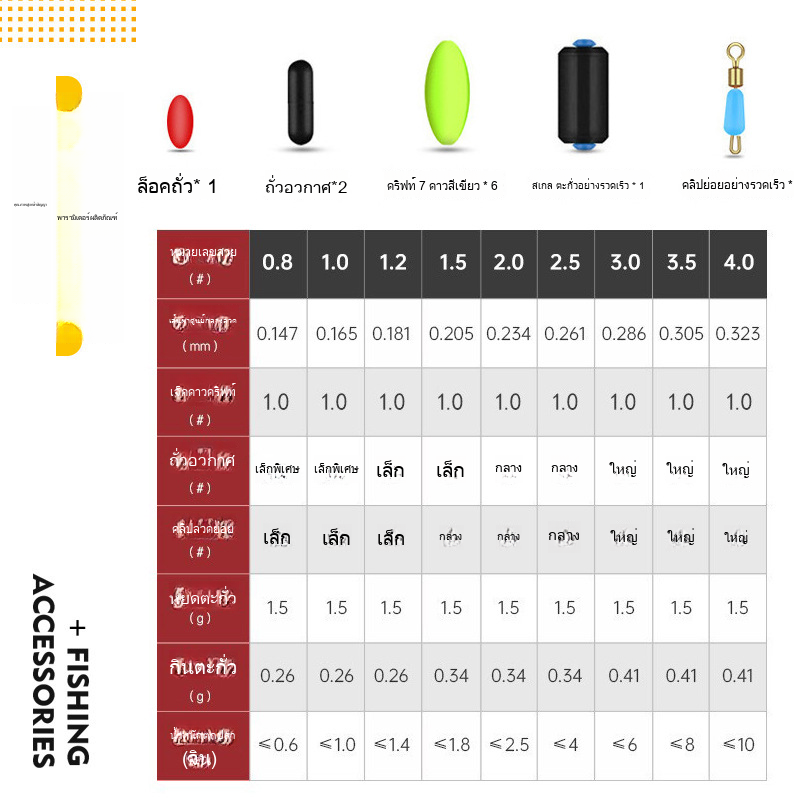 ล็อคถั่ว* 1
ถั่วอวกาศ*2
คริฟท์ 7 ดาวสีเขียว * 6
สเกล ตะกั่วอย่างรวดเร็ว * 1
คลิปย่อยอย่างรวดเร็ว *
พารามิเตอร์ผลิตภัณฑ์
หมายเลขสาย
(#) 0.8 1.0 1.2 1.5 2.0 2.5 3.0 3.5 4.0
(mm) 0.147 0.165 0.181 0.205 0.234 0.261 0.286 0.305 0.323
เจ็ดดาวดริฟท์
(#) 1.0 1.0 1.0 1.0 1.0 1.0 1.0 1.0 1.0
ถั่วอวกาศ
(#) เล็กพิเศษ เล็กพิเศษ เล็ก เล็ก กลาง กลาง ใหญ่ ใหญ่ ใหญ่
(#) เล็ก เล็ก เล็ก กลาง กลาง กลาง ใหญ่ ใหญ่ ใหญ่
(g) 1.5 1.5 1.5 1.5 1.5 1.5 1.5 1.5 1.5
กินตะกั่ว
(g) 0.26 0.26 0.26 0.34 0.34 0.34 0.41 0.41 0.41
(จิน) ≤0.6 ≤1.0 ≤1.4 ≤1.8 ≤2.5 ≤4 ≤6 ≤8 ≤10
+ FISHING
ACCESSORIES